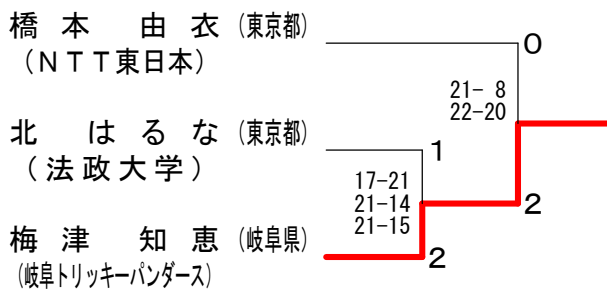 橋本 由衣 (東京都)
(NTT東日本)
0
21- 8
22-20
北 はるな (東京都)
(法政大学)
1
17-21
21-14
21-15
2
梅津 知恵 (岐阜県)
(岐阜トリッキーパンダース)
2